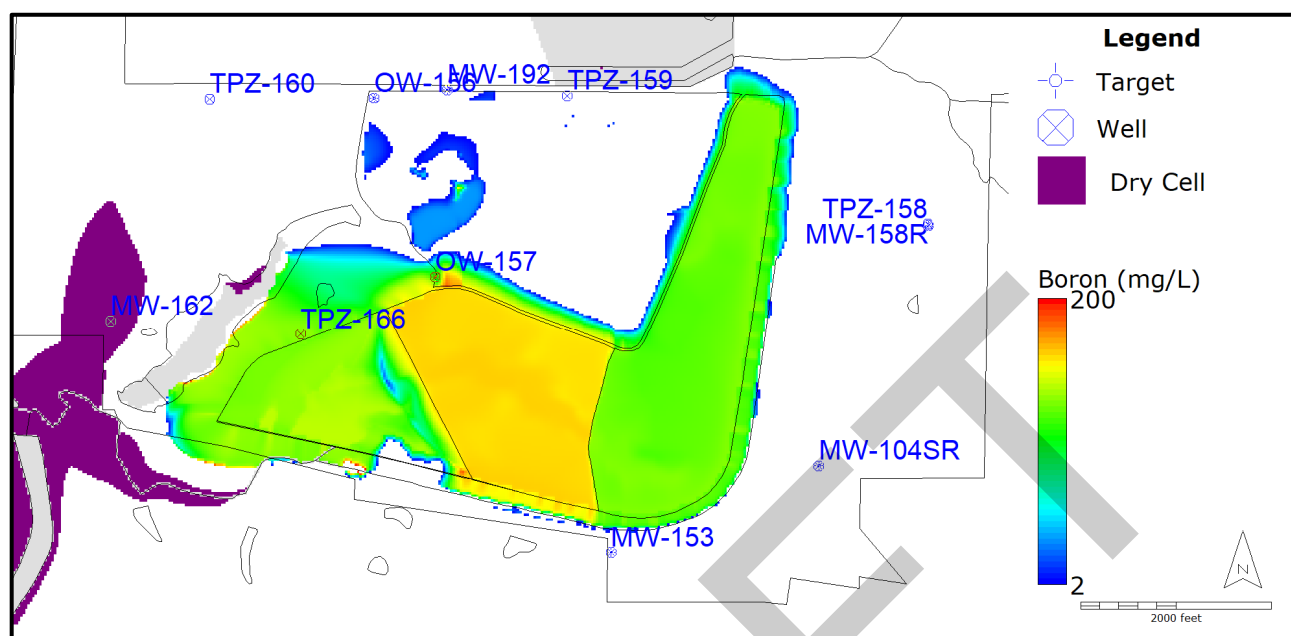 Legend
Target
Well
Dry Cell
Boron (mg/L)
200
2
N
2000 feet
TPZ-160
OW-156
MW-192
TPZ-159
TPZ-158
MW-158R
OW-157
MW-162
TPZ-166
MW-104SR
MW-153